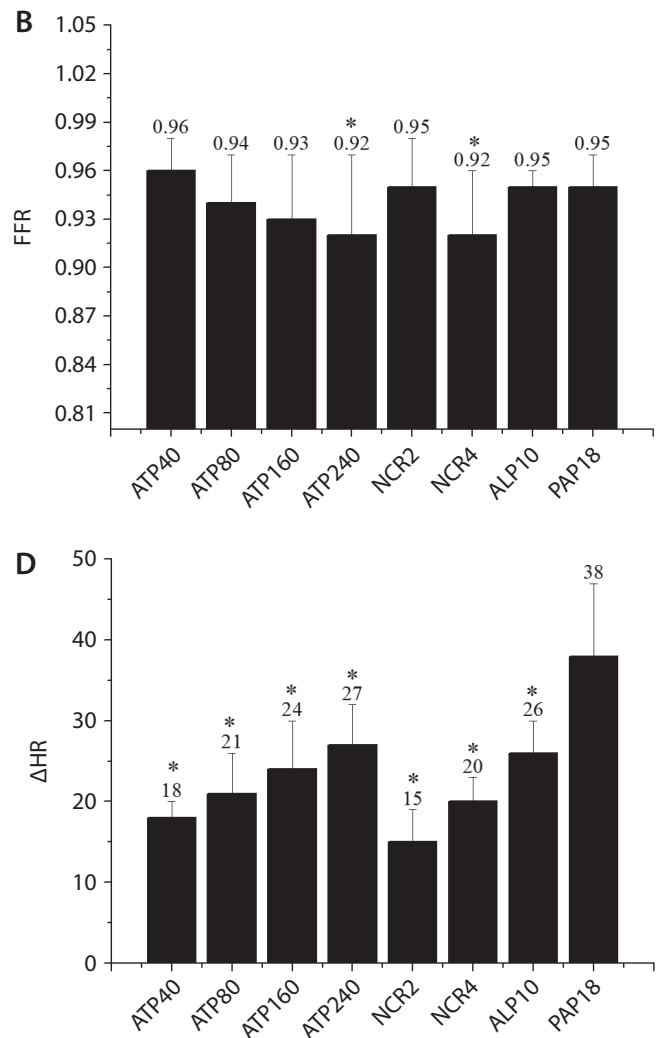 B
1.05
1.02
0.99
0.96
0.93
0.90
0.87
0.84
0.81
FFR
0.96
0.94
0.93
*
0.92
0.95
*
0.92
0.95
0.95
ATP40
ATP80
ATP160
ATP240
NCR2
NCR4
ALP10
PAP18
D
50
40
30
20
10
0
ΔHR
*
18
*
21
*
24
*
27
*
15
*
20
*
26
38
ATP40
ATP80
ATP160
ATP240
NCR2
NCR4
ALP10
PAP18